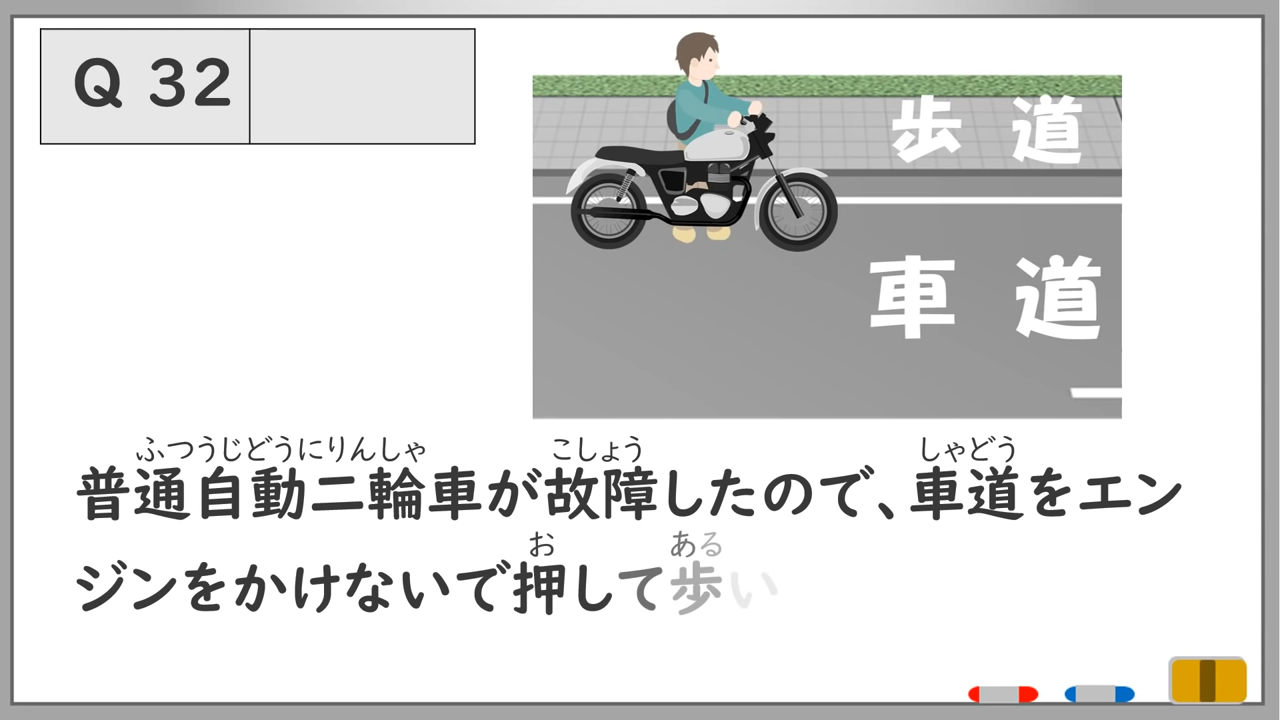 Q 32
歩道
車道
ふつうじどうにりんしゃ こしょう しゃどう
普通自動二輪車が故障したので、車道をエン
お ある
ジンをかけないで押して歩い